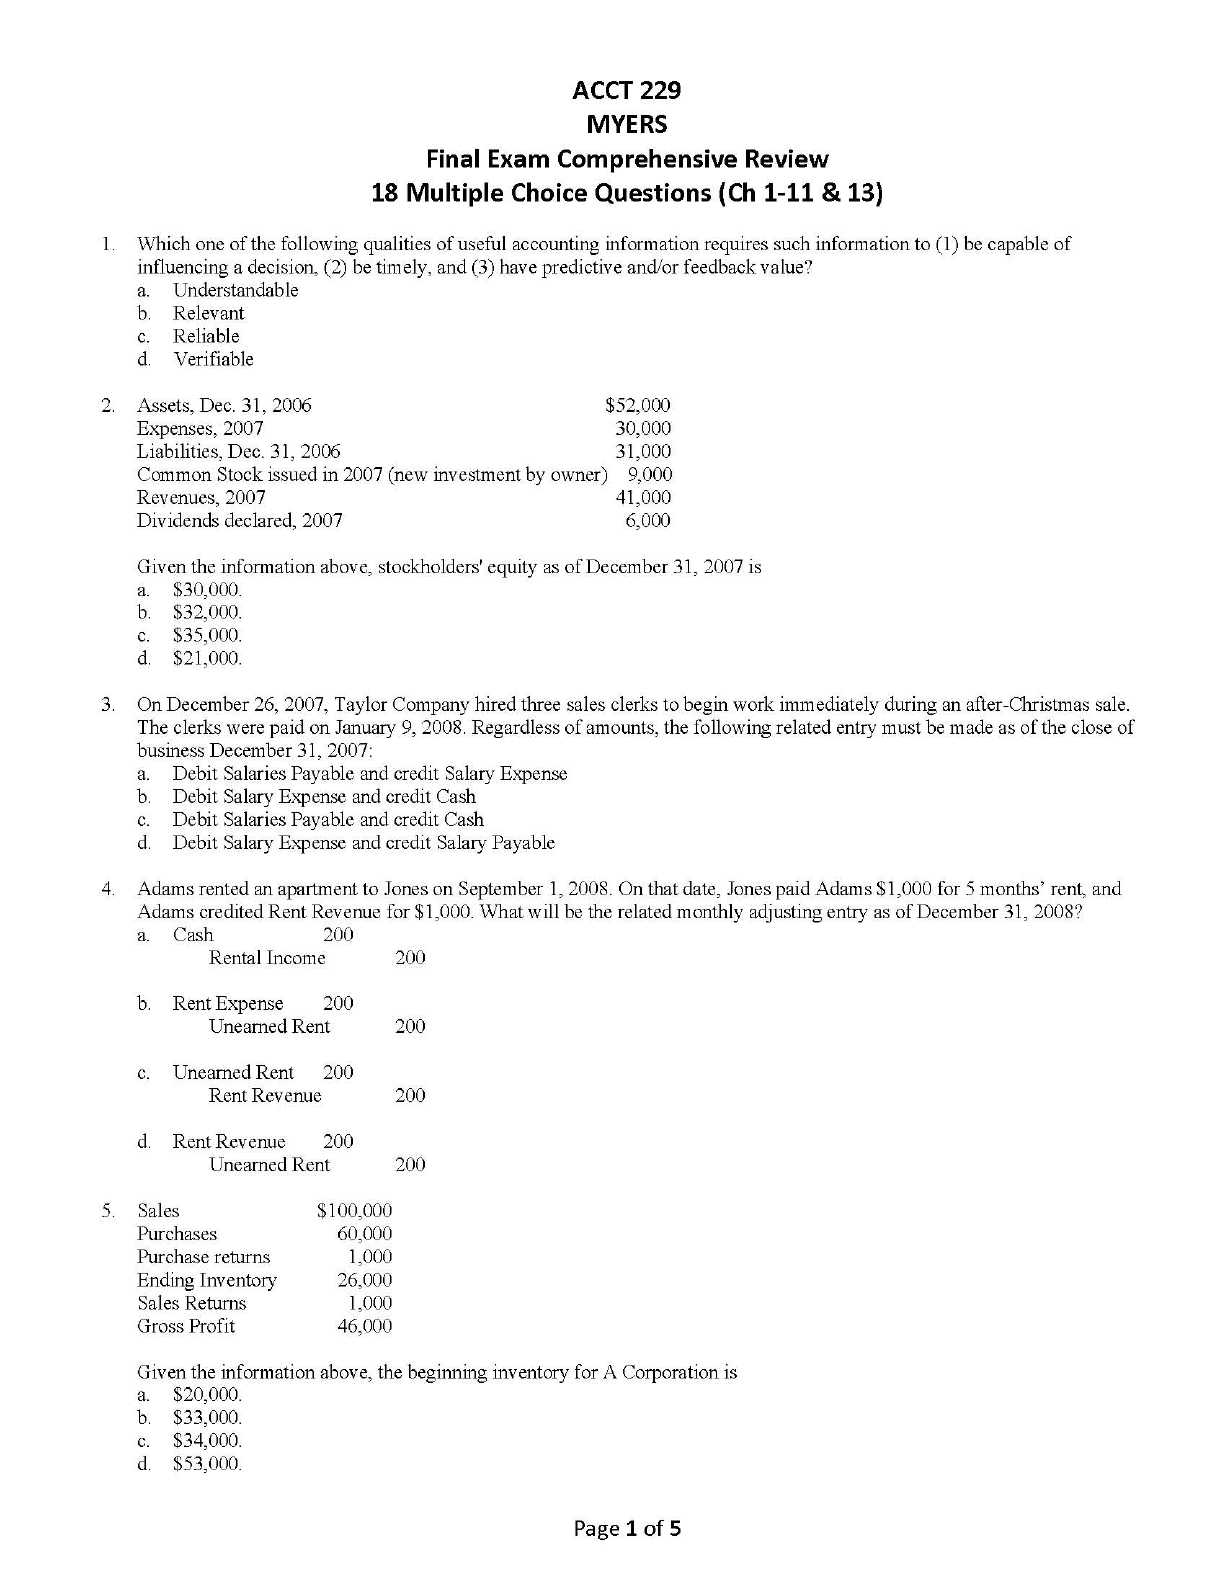 ACCT 229
MYERS
Final Exam Comprehensive Review
18 Multiple Choice Questions (Ch 1-11 & 13)
1. Which one of the following qualities of useful accounting information requires such information to (1) be capable of
influencing a decision, (2) be timely, and (3) have predictive and/or feedback value?
a. Understandable
b. Relevant
c. Reliable
d. Verifiable
2. Assets, Dec. 31, 2006 $52,000
Expenses, 2007 30,000
Liabilities, Dec. 31, 2006 31,000
Common Stock issued in 2007 (new investment by owner) 9,000
Revenues, 2007 41,000
Dividends declared, 2007 6,000
Given the information above, stockholders' equity as of December 31, 2007 is
a. $30,000.
b. $32,000.
c. $35,000.
d. $21,000.
3. On December 26, 2007, Taylor Company hired three sales clerks to begin work immediately during an after-Christmas sale.
The clerks were paid on January 9, 2008. Regardless of amounts, the following related entry must be made as of the close of
business December 31, 2007:
a. Debit Salaries Payable and credit Salary Expense
b. Debit Salary Expense and credit Cash
c. Debit Salaries Payable and credit Cash
d. Debit Salary Expense and credit Salary Payable
4. Adams rented an apartment to Jones on September 1, 2008. On that date, Jones paid Adams $1,000 for 5 months’ rent, and
Adams credited Rent Revenue for $1,000. What will be the related monthly adjusting entry as of December 31, 2008?
a. Cash 200
Rental Income 200
b. Rent Expense 200
Unearned Rent 200
c. Unearned Rent 200
Rent Revenue 200
d. Rent Revenue 200
Unearned Rent 200
5. Sales $100,000
Purchases 60,000
Purchase returns 1,000
Ending Inventory 26,000
Sales Returns 1,000
Gross Profit 46,000
Given the information above, the beginning inventory for A Corporation is
a. $20,000.
b. $33,000.
c. $34,000.
d. $53,000.
Page 1 of 5